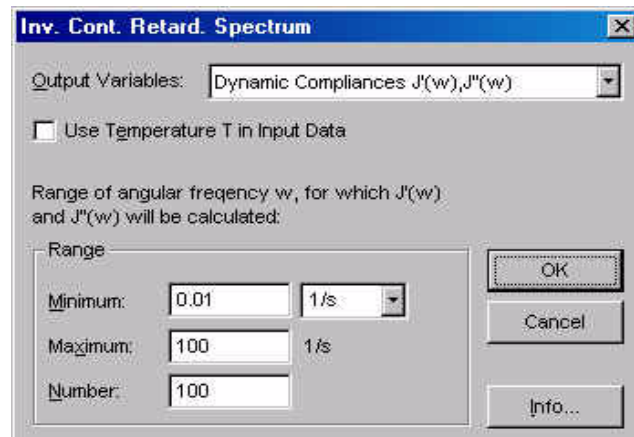 Inv. Cont. Retard. Spectrum
Output Variables: Dynamic Compliances J'(w),J"(w)
Use Temperature T in Input Data
Range of angular freqency w, for which J'(w)
and J"(w) will be calculated:
Range
Minimum: 0.01 1/s
Maximum: 100 1/s
Number: 100
OK
Cancel
Info...